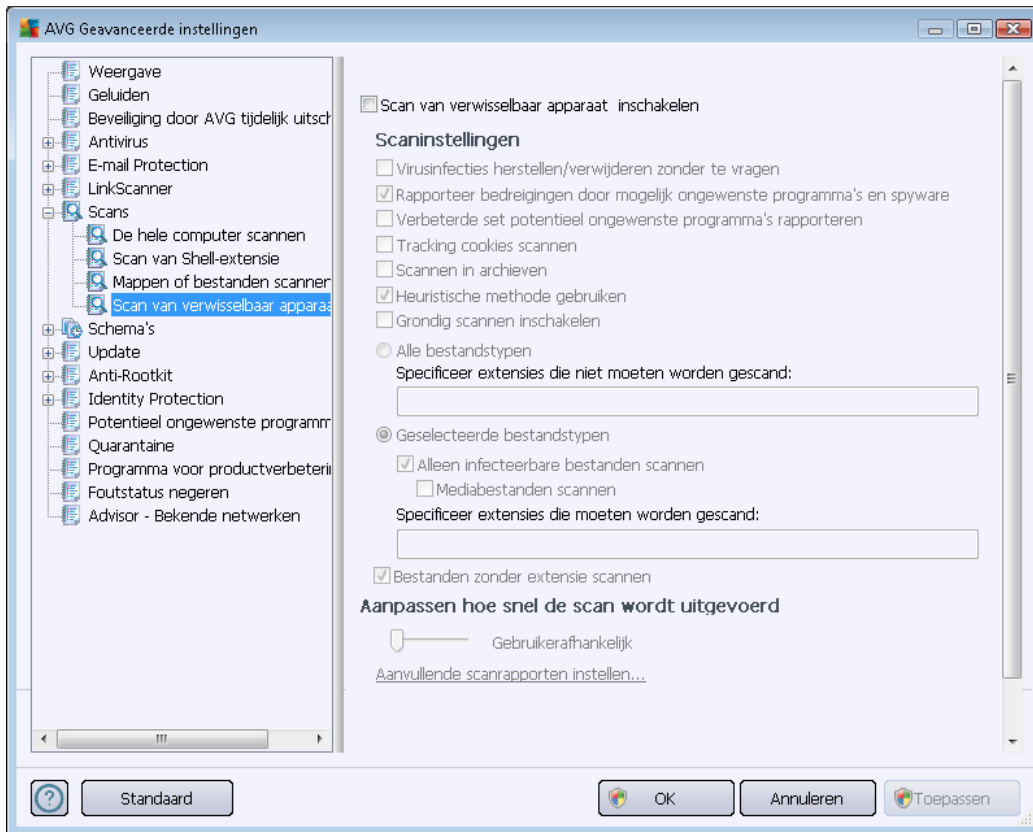 AVG Geavanceerde instellingen
Weergave
Geluiden
Beveiliging door AVG tijdelijk uitsch
Antivirus
E-mail Protection
LinkScanner
Scans
De hele computer scannen
Scan van Shell-extensie
Mappen of bestanden scannen
Scan van verwisselbaar apparaa
Schema's
Update
Anti-Rootkit
Identity Protection
Potentieel ongewenste programm
Quarantaine
Programma voor productverbeterin
Foutstatus negeren
Advisor - Bekende netwerken
Scan van verwisselbaar apparaat inschakelen
Scaninstellingen
Virusinfecties herstellen/verwijderen zonder te vragen
Rapporteer bedreigingen door mogelijk ongewenste programma's en spyware
Verbeterde set potentieel ongewenste programma's rapporteren
Tracking cookies scannen
Scannen in archieven
Heuristische methode gebruiken
Grondig scannen inschakelen
Alle bestandstypen
Specificeer extensies die niet moeten worden gescand:
Geselecteerde bestandstypen
Alleen infecteerbare bestanden scannen
Mediabestanden scannen
Specificeer extensies die moeten worden gescand:
Bestanden zonder extensie scannen
Aanpassen hoe snel de scan wordt uitgevoerd
Gebruikerafhankelijk
Aanvullende scanrapporten instellen...
Standaard
OK
Annuleren
Toepassen